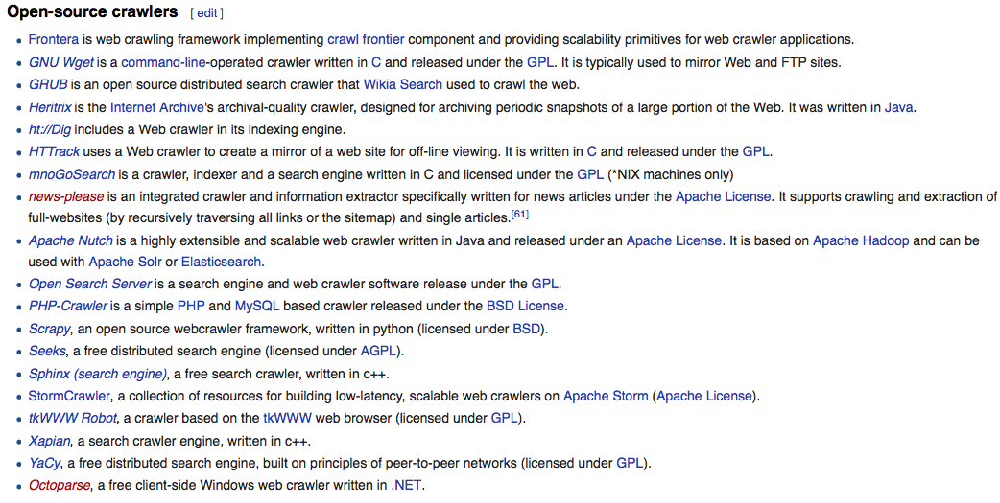 Open-source crawlers [ edit ]
• Frontera is web crawling framework implementing crawl frontier component and providing scalability primitives for web crawler applications.
• GNU Wget is a command-line-operated crawler written in C and released under the GPL. It is typically used to mirror Web and FTP sites.
• GRUB is an open source distributed search crawler that Wikia Search used to crawl the web.
• Heritrix is the Internet Archive's archival-quality crawler, designed for archiving periodic snapshots of a large portion of the Web. It was written in Java.
• ht://Dig includes a Web crawler in its indexing engine.
• HTTrack uses a Web crawler to create a mirror of a web site for off-line viewing. It is written in C and released under the GPL.
• mnoGoSearch is a crawler, indexer and a search engine written in C and licensed under the GPL (*NIX machines only)
• news-please is an integrated crawler and information extractor specifically written for news articles under the Apache License. It supports crawling and extraction of
full-websites (by recursively traversing all links or the sitemap) and single articles.[61]
• Apache Nutch is a highly extensible and scalable web crawler written in Java and released under an Apache License. It is based on Apache Hadoop and can be
used with Apache Solr or Elasticsearch.
• Open Search Server is a search engine and web crawler software release under the GPL.
• PHP-Crawler is a simple PHP and MySQL based crawler released under the BSD License.
• Scrapy, an open source webcrawler framework, written in python (licensed under BSD).
• Seeks, a free distributed search engine (licensed under AGPL).
• Sphinx (search engine), a free search crawler, written in c++.
• StormCrawler, a collection of resources for building low-latency, scalable web crawlers on Apache Storm (Apache License).
• tkWWW Robot, a crawler based on the tkWWW web browser (licensed under GPL).
• Xapian, a search crawler engine, written in c++.
• YaCy, a free distributed search engine, built on principles of peer-to-peer networks (licensed under GPL).
• Octoparse, a free client-side Windows web crawler written in .NET.